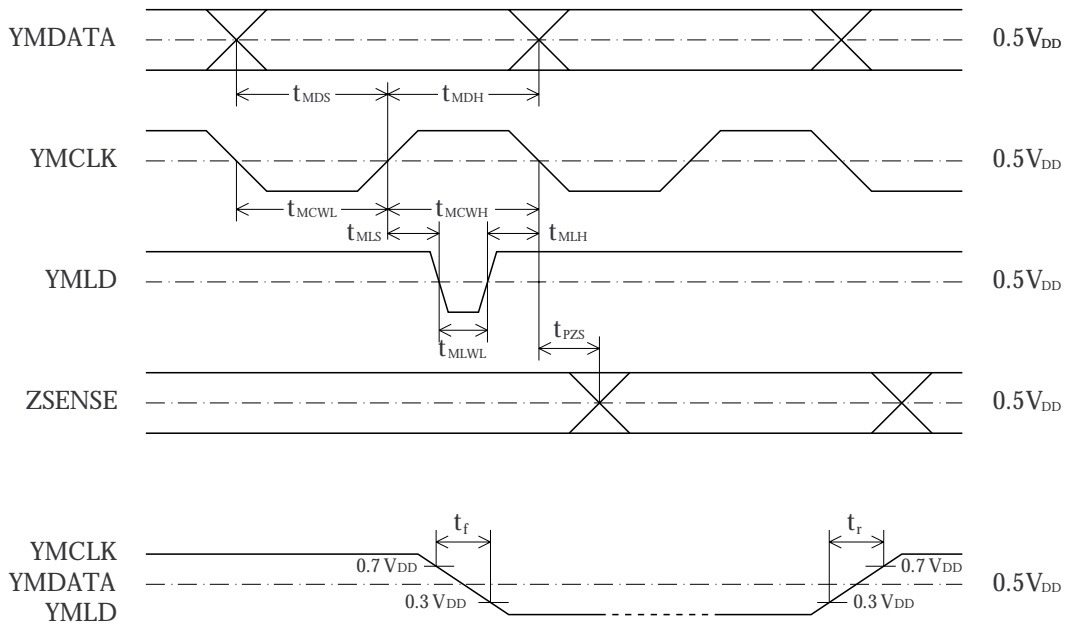 YMDATA 0.5VDD
tMDS tMDH
YMCLK 0.5VDD
tMCWL tMCWH
tMLS tMLH
YMLD 0.5VDD
tPZS
tMLWL
ZSENSE 0.5VDD
tf tr
YMCLK
0.7 VDD 0.7 VDD
YMDATA 0.5VDD
0.3 VDD 0.3 VDD
YMLD